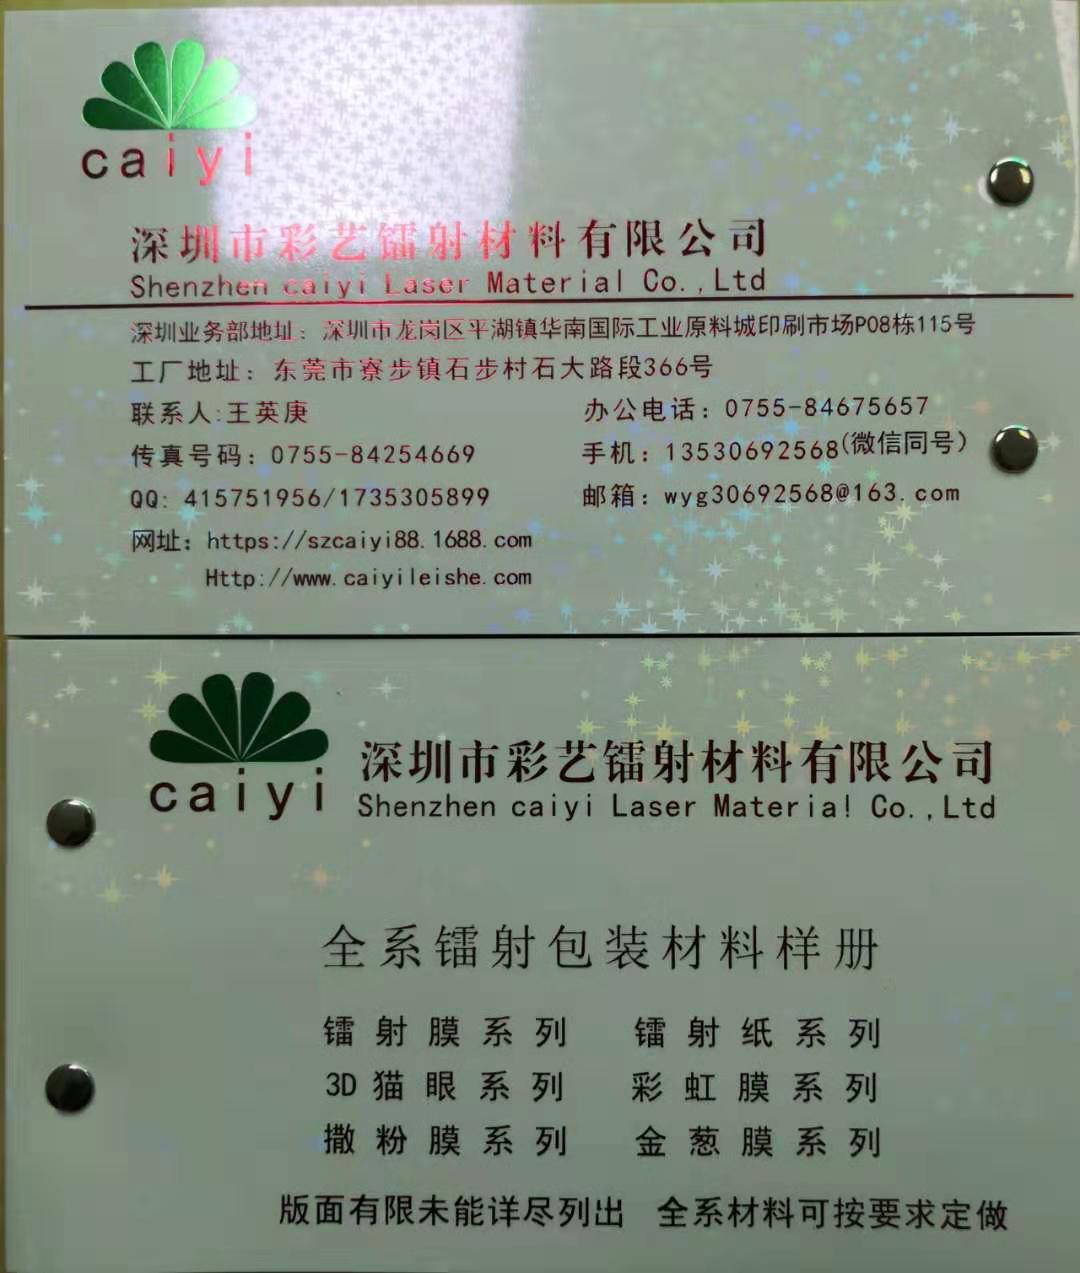 caiyi
深圳市彩艺镭射材料有限公司
Shenzhen caiyi Laser Material Co.,Ltd
深圳业务部地址：深圳市龙岗区平湖镇华南国际工业原料城印刷市场P08栋115号
工厂地址：东莞市寮步镇石步村石大路段366号
联系人:王英庚 办公电话：0755-84675657
传真号码：0755-84254669 手机：13530692568(微信同号)
QQ: 415751956/1735305899 邮箱：wyg30692568@163.com
网址：https://szcaiyi88.1688.com
Http://www.caiyileishe.com
caiyi
深圳市彩艺镭射材料有限公司
Shenzhen caiyi Laser Materia! Co.,Ltd
全系镭射包装材料样册
镭射膜系列 镭射纸系列
3D猫眼系列 彩虹膜系列
撒粉膜系列 金葱膜系列
版面有限未能详尽列出 全系材料可按要求定做